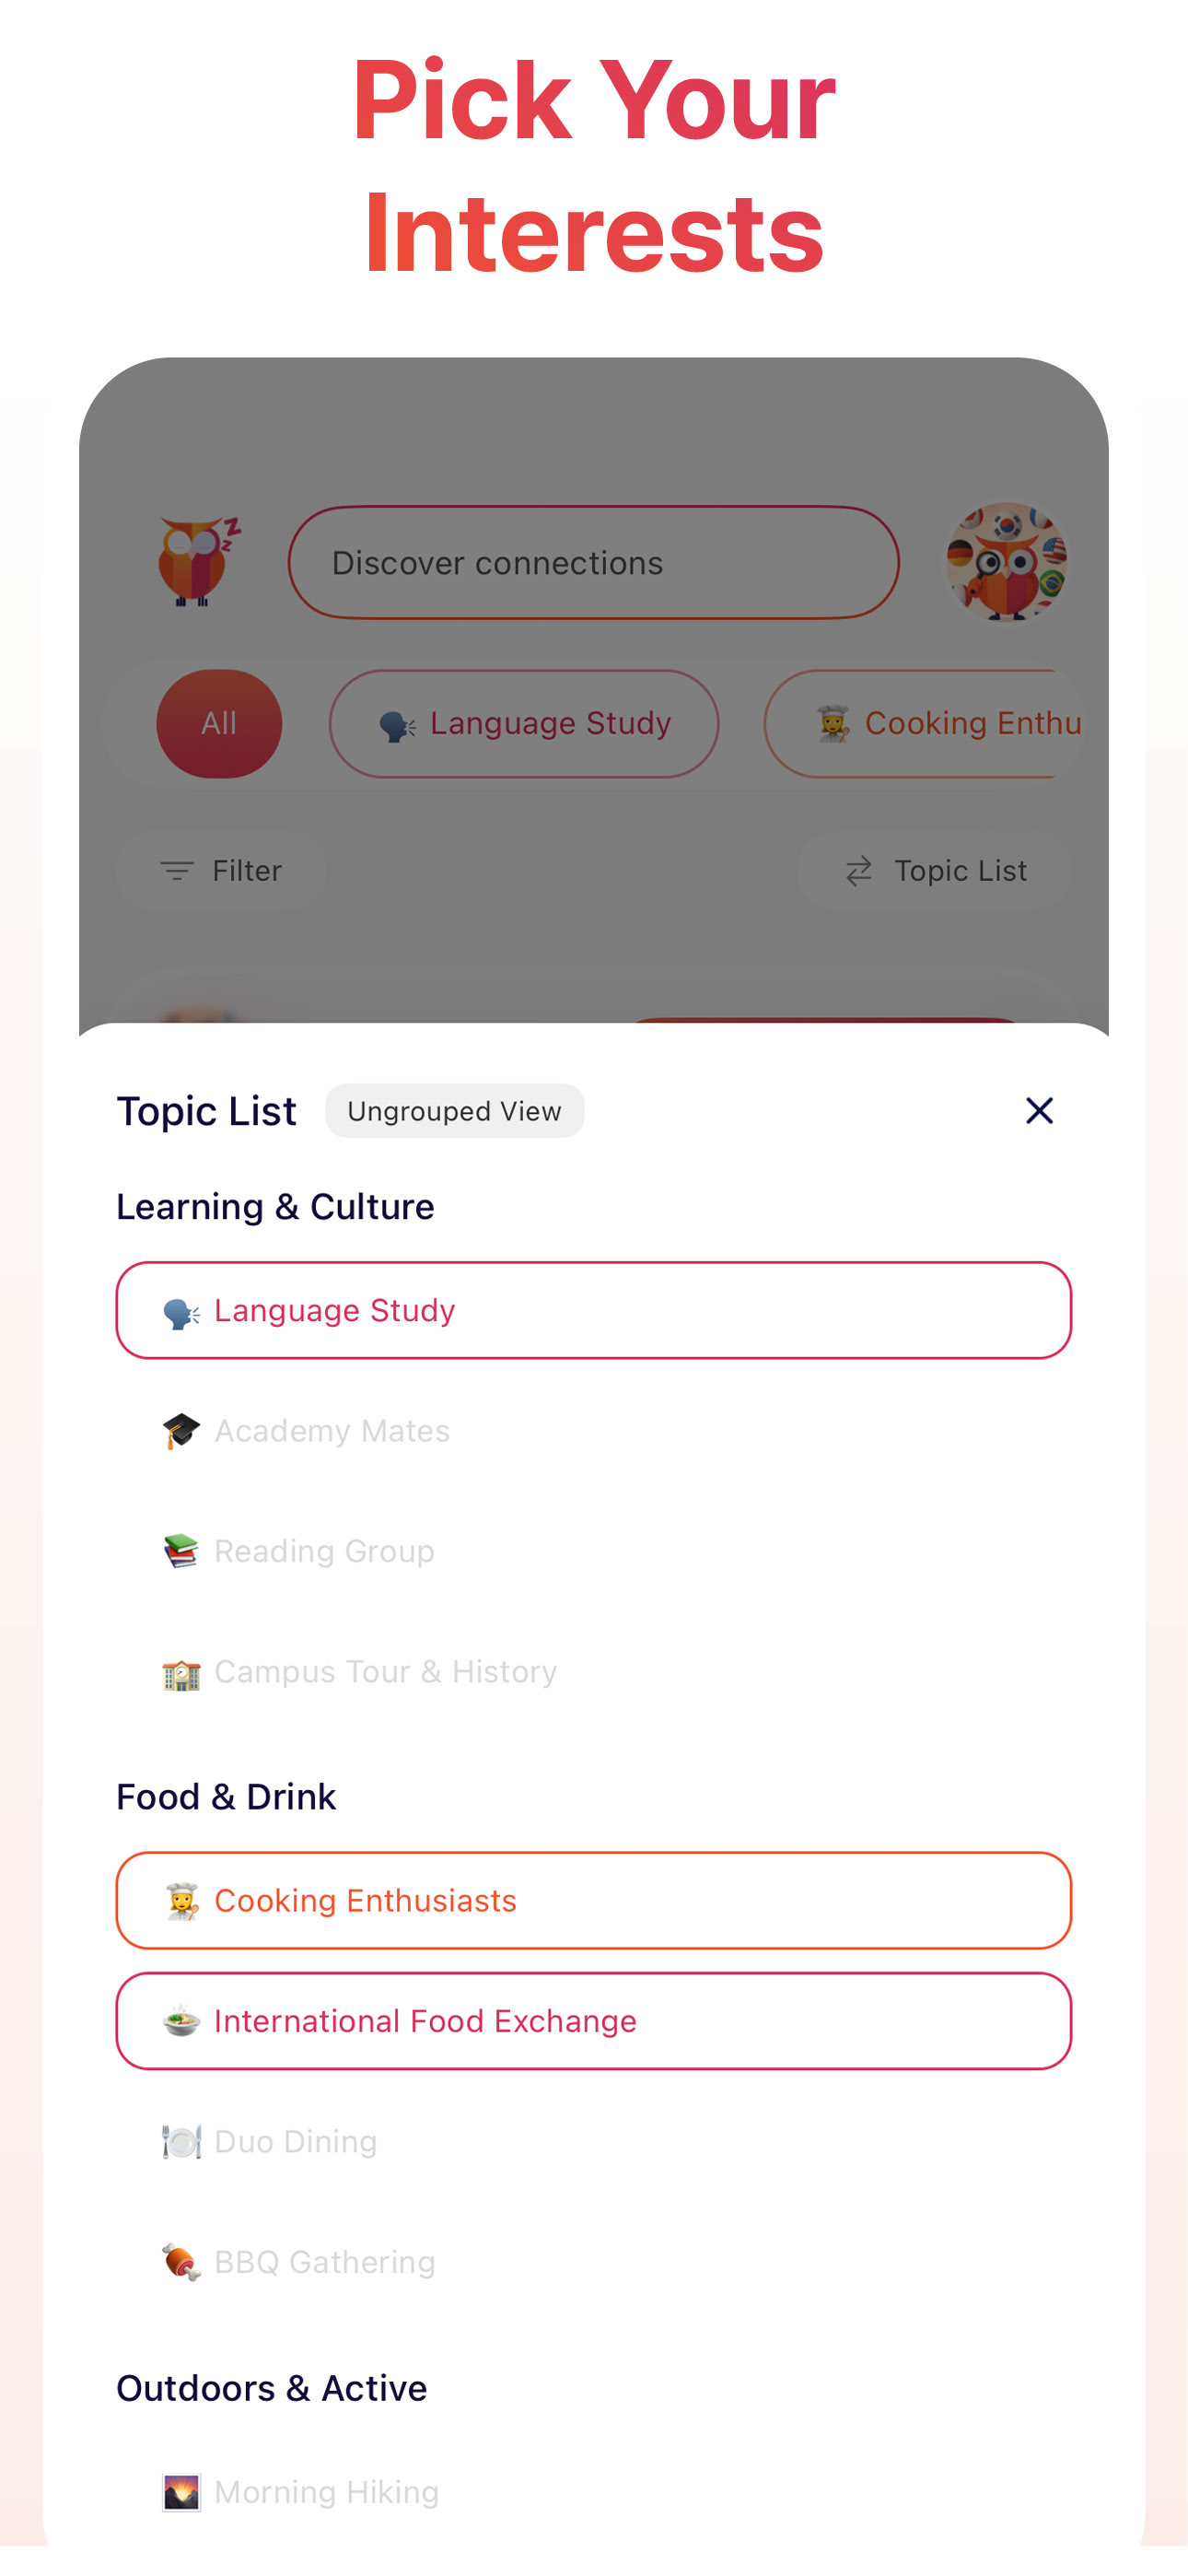 Pick Your
Interests
Discover connections
All
Language Study
Cooking Enthu
Filter
Topic List
Topic List
Ungrouped View
Learning & Culture
Language Study
Academy Mates
Reading Group
Campus Tour & History
Food & Drink
Cooking Enthusiasts
International Food Exchange
Duo Dining
BBQ Gathering
Outdoors & Active
Morning Hiking